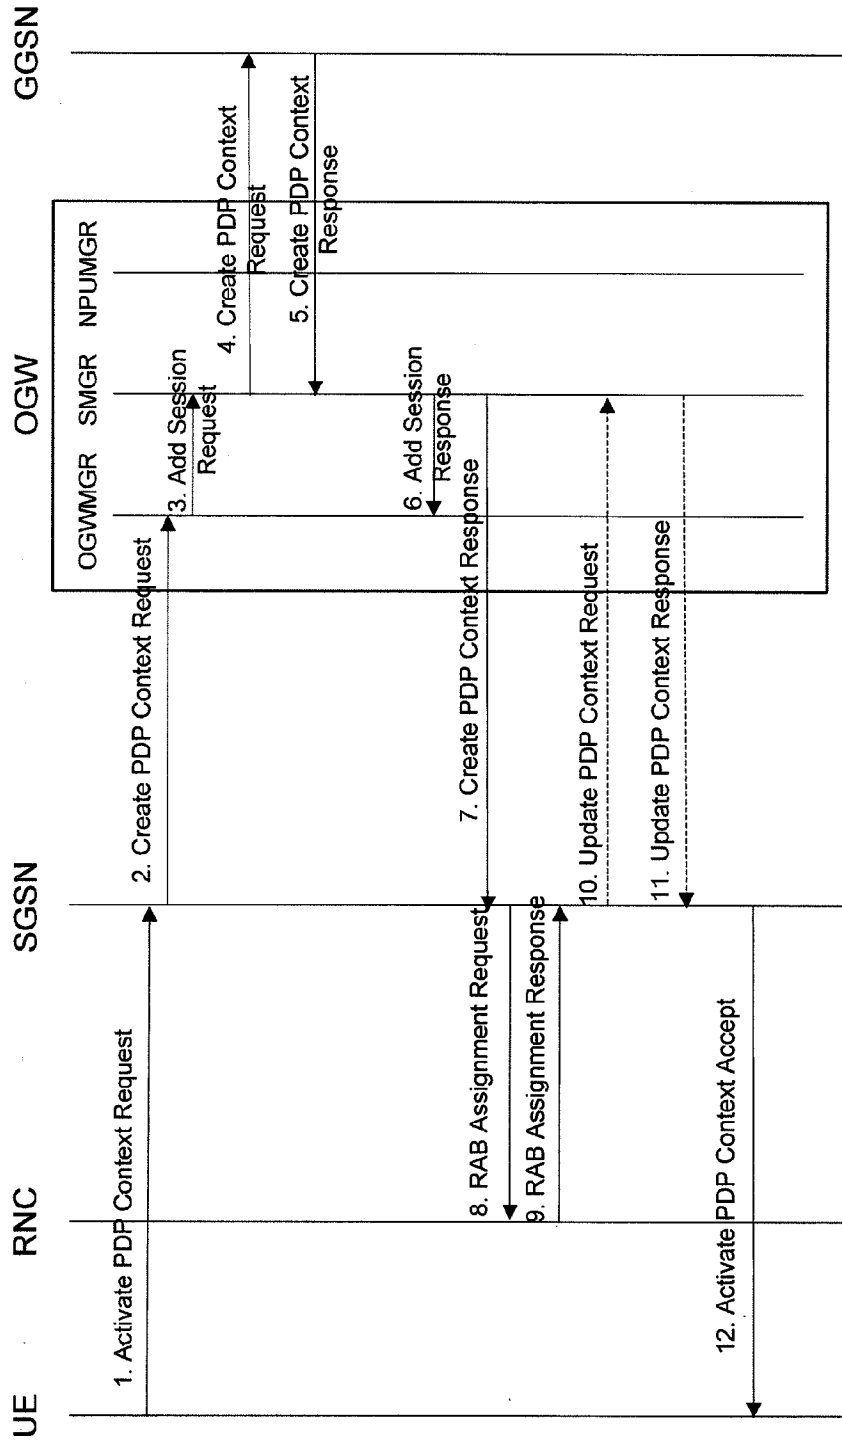 UE
RNC
SGSN
OGW
GGSN
OGWMGR
SMGR
NPUMGR
1. Activate PDP Context Request
2. Create PDP Context Request
3. Add Session
Request
4. Create PDP Context
Request
5. Create PDP Context
Response
6. Add Session
Response
7. Create PDP Context Response
8. RAB Assignment Request
9. RAB Assignment Response
10. Update PDP Context Request
11. Update PDP Context Response
12. Activate PDP Context Accept